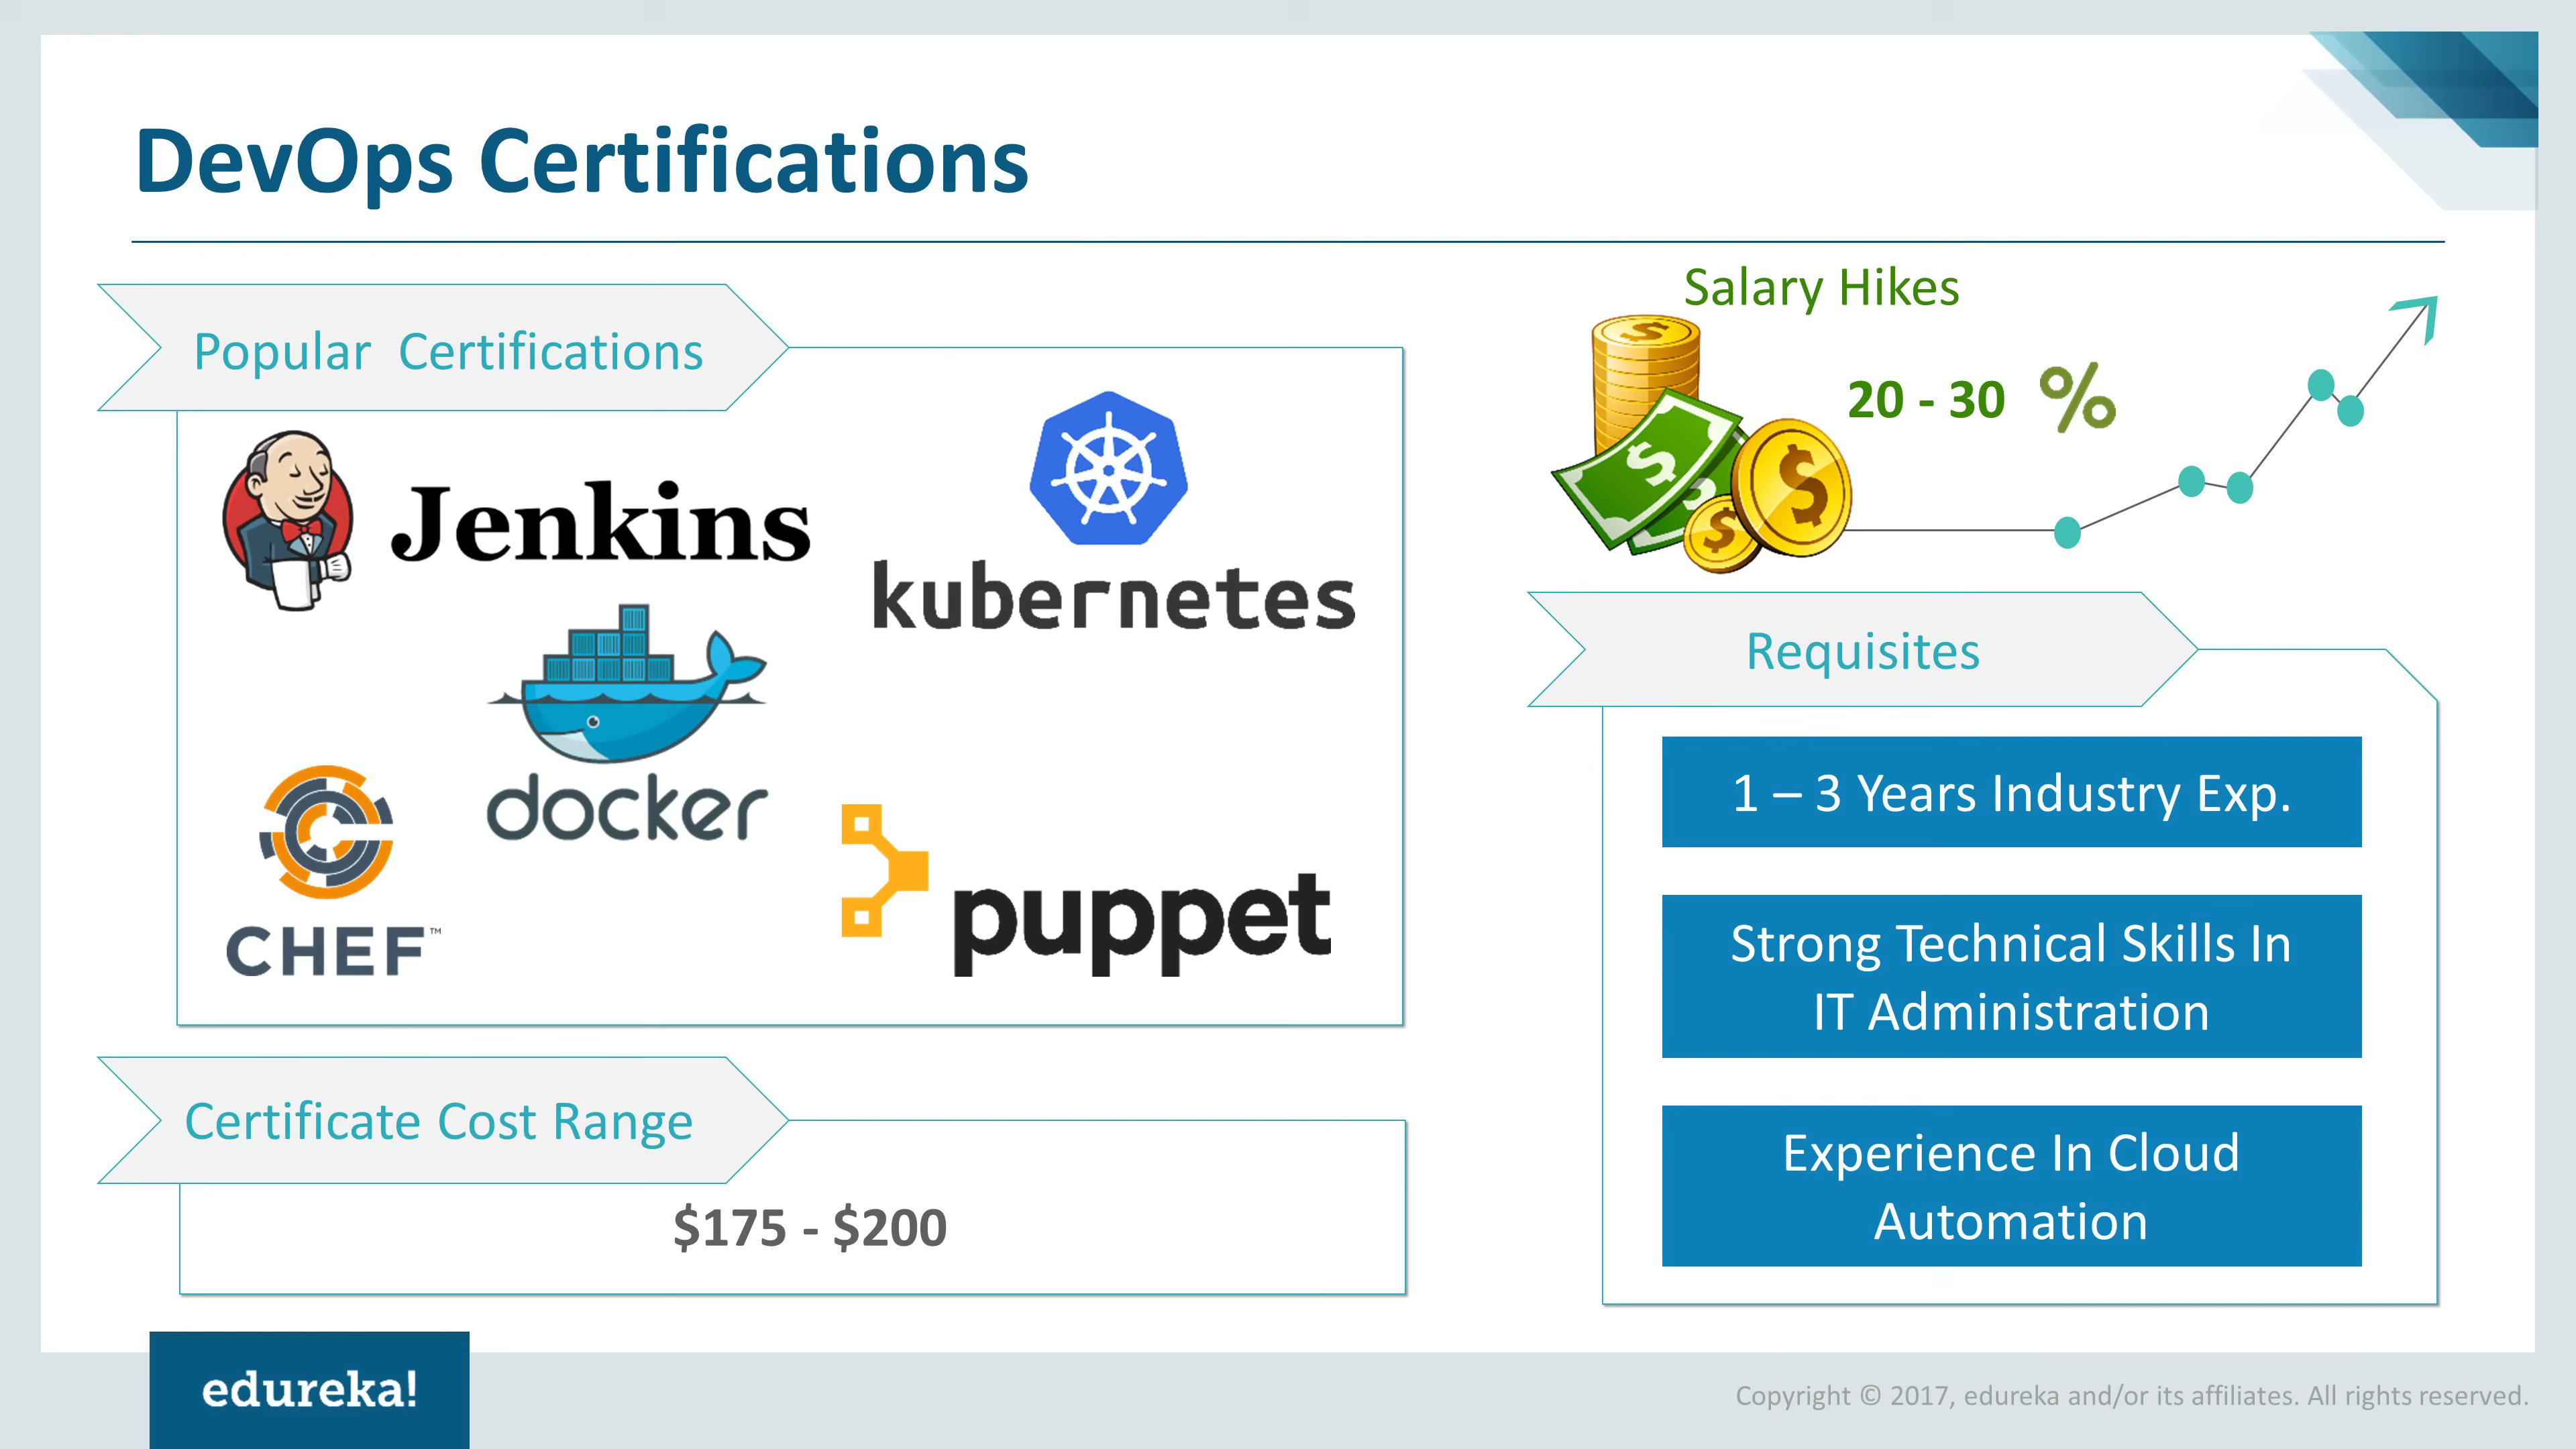 DevOps Certifications
Popular Certifications
Jenkins
kubernetes
docker
CHEF™
puppet
Certificate Cost Range
$175 - $200
Salary Hikes
20 - 30 %
Requisites
1 – 3 Years Industry Exp.
Strong Technical Skills In
IT Administration
Experience In Cloud
Automation
edureka!
Copyright © 2017, edureka and/or its affiliates. All rights reserved.